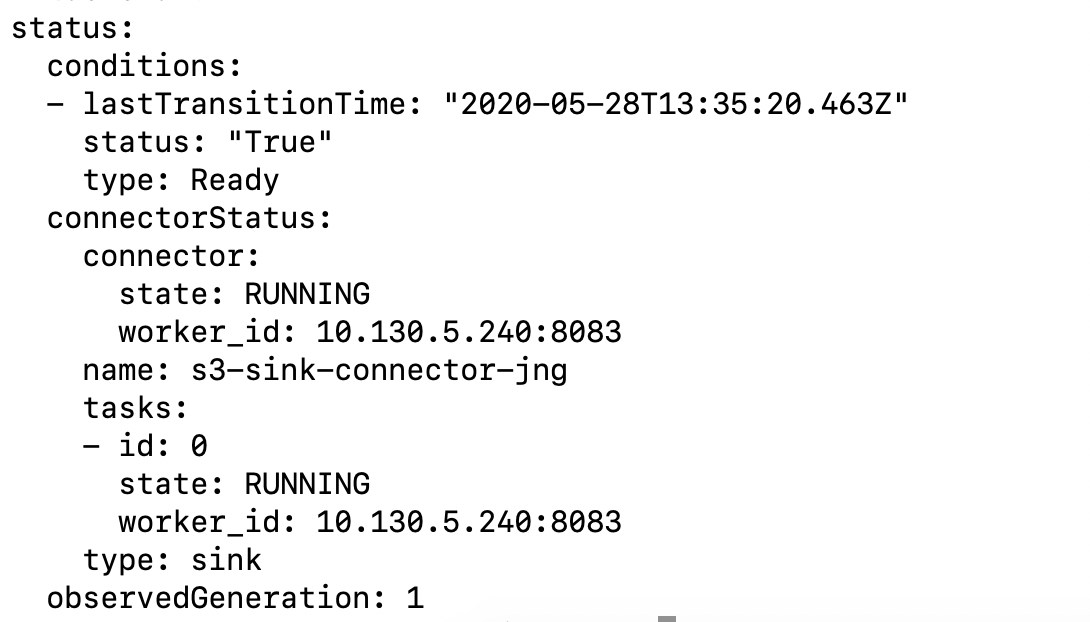 status:
  conditions:
  - lastTransitionTime: "2020-05-28T13:35:20.463Z"
    status: "True"
    type: Ready
  connectorStatus:
    connector:
      state: RUNNING
      worker_id: 10.130.5.240:8083
    name: s3-sink-connector-jng
    tasks:
    - id: 0
      state: RUNNING
      worker_id: 10.130.5.240:8083
    type: sink
  observedGeneration: 1